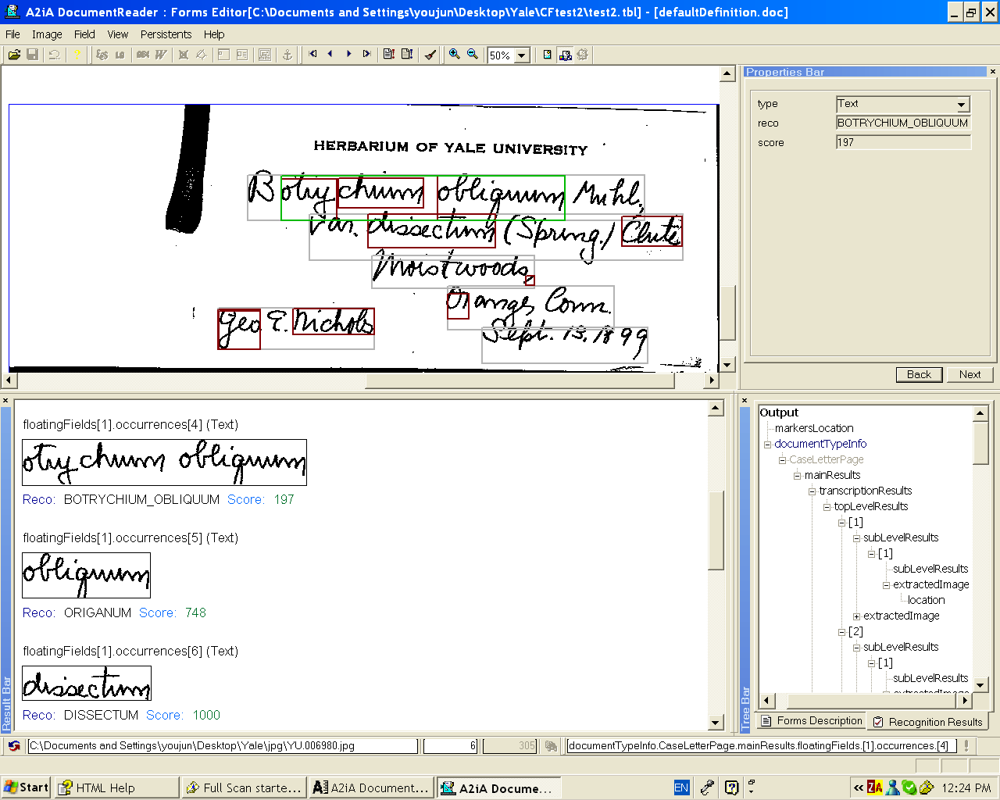 A2iA DocumentReader : Forms Editor[C:\Documents and Settings\youjun\Desktop\Yale\CFtest2\test2.tbl] - [defaultDefinition.doc]
File Image Field View Persistents Help
50%
HERBARIUM OF YALE UNIVERSITY
Botrychium obliquum Muhl.
var. dissectum (Spring.) Clute
Moist woods,
Orange, Conn.
Geo E. Nichols
Sept. 13, 1899
Properties Bar
type Text
reco BOTRYCHIUM_OBLIQUUM
score 197
Back Next
floatingFields[1].occurrences[4] (Text)
otrychium obliquum
Reco: BOTRYCHIUM_OBLIQUUM Score: 197
floatingFields[1].occurrences[5] (Text)
obliquum
Reco: ORIGANUM Score: 748
floatingFields[1].occurrences[6] (Text)
dissectum
Reco: DISSECTUM Score: 1000
Result Bar
Tree Bar
Output
markersLocation
documentTypeInfo
CaseLetterPage
mainResults
transcriptionResults
topLevelResults
[1]
subLevelResults
[1]
subLevelResults
extractedImage
location
extractedImage
[2]
subLevelResults
[1]
subLevelResults
extractedImage
Forms Description Recognition Results
C:\Documents and Settings\youjun\Desktop\Yale\jpg\YU.006980.jpg 6 305 documentTypeInfo.CaseLetterPage.mainResults.floatingFields.[1].occurrences.[4]
Start HTML Help Full Scan starte... A2iA Document... A2iA Docume... EN ZA 12:24 PM